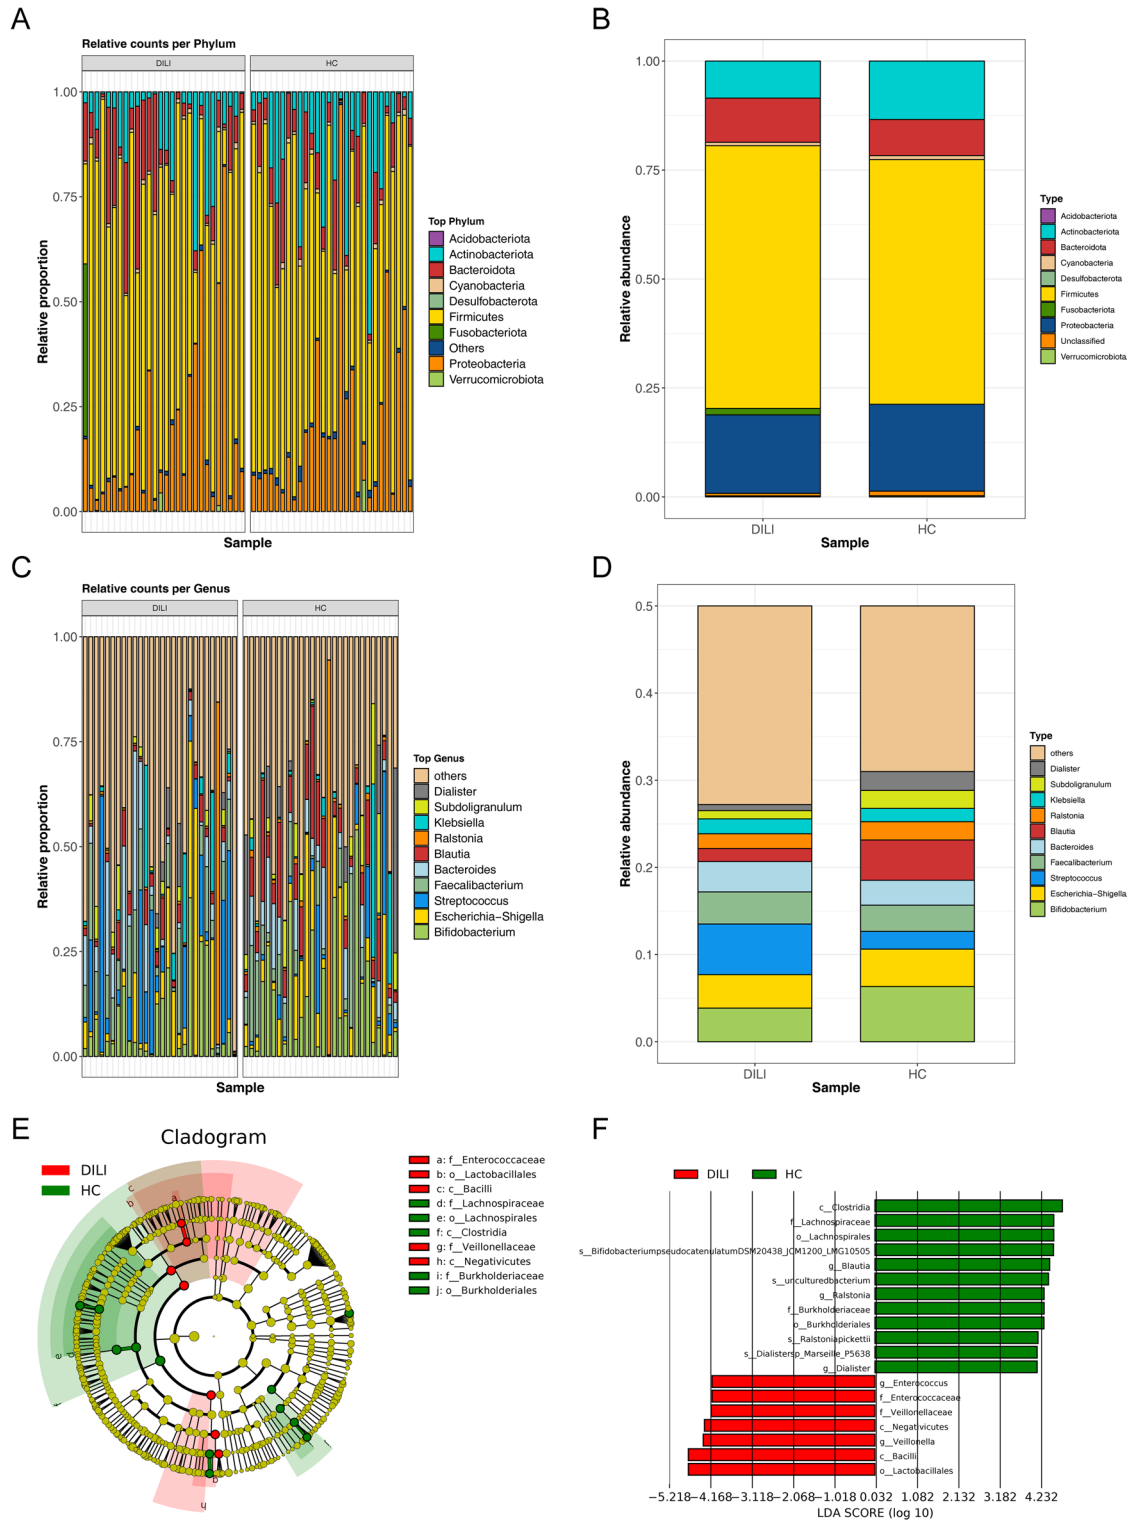 A
Relative counts per Phylum
DILI
HC
1.00
0.75
0.50
0.25
0.00
Relative proportion
Sample
Top Phylum
Acidobacteriota
Actinobacteriota
Bacteroidota
Cyanobacteria
Desulfobacterota
Firmicutes
Fusobacteriota
Others
Proteobacteria
Verrucomicrobiota
B
1.00
0.75
0.50
0.25
0.00
Relative abundance
DILI
HC
Sample
Type
Acidobacteriota
Actinobacteriota
Bacteroidota
Cyanobacteria
Desulfobacterota
Firmicutes
Fusobacteriota
Proteobacteria
Unclassified
Verrucomicrobiota
C
Relative counts per Genus
DILI
HC
1.00
0.75
0.50
0.25
0.00
Relative proportion
Sample
Top Genus
others
Dialister
Subdoligranulum
Klebsiella
Ralstonia
Blautia
Bacteroides
Faecalibacterium
Streptococcus
Escherichia−Shigella
Bifidobacterium
D
0.5
0.4
0.3
0.2
0.1
0.0
Relative abundance
DILI
HC
Sample
Type
others
Dialister
Subdoligranulum
Klebsiella
Ralstonia
Blautia
Bacteroides
Faecalibacterium
Streptococcus
Escherichia−Shigella
Bifidobacterium
E
Cladogram
DILI
HC
c
b
a
e
d
f
g
h
a: f__Enterococcaceae
b: o__Lactobacillales
c: c__Bacilli
d: f__Lachnospiraceae
e: o__Lachnospirales
f: c__Clostridia
g: f__Veillonellaceae
h: c__Negativicutes
i: f__Burkholderiaceae
j: o__Burkholderiales
F
DILI
HC
c__Clostridia
f__Lachnospiraceae
o__Lachnospirales
s__BifidobacteriumpseudocatenulatumDSM20438_JCM1200_LMG10505
g__Blautia
s__unculturedbacterium
g__Ralstonia
f__Burkholderiaceae
o__Burkholderiales
s__Ralstoniapickettii
s__Dialistersp_Marseille_P5638
g__Dialister
g__Enterococcus
f__Enterococcaceae
f__Veillonellaceae
c__Negativicutes
g__Veillonella
c__Bacilli
o__Lactobacillales
−5.218 −4.168 −3.118 −2.068 −1.018 0.032 1.082 2.132 3.182 4.232
LDA SCORE (log 10)